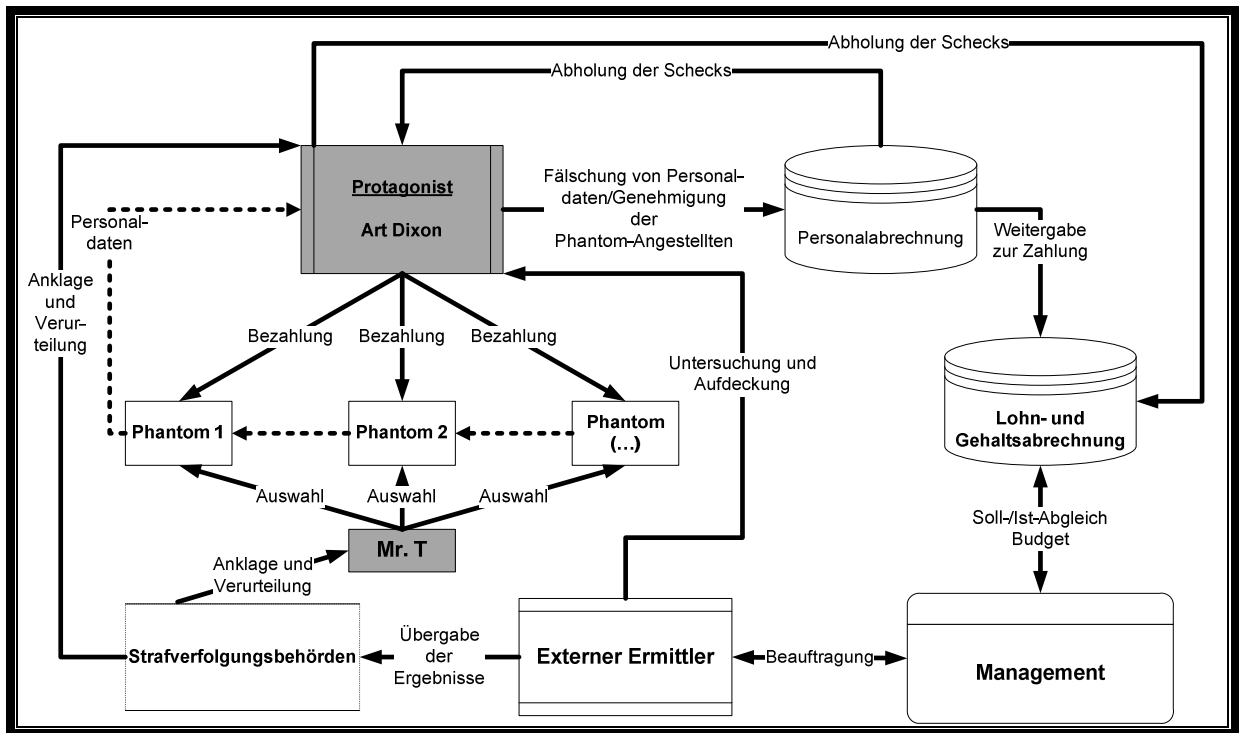 Abholung der Schecks
Abholung der Schecks
Protagonist
Art Dixon
Fälschung von Personal-
daten/Genehmigung
der
Phantom-Angestellten
Personalabrechnung
Weitergabe
zur Zahlung
Personal-
daten
Anklage
und
Verur-
teilung
Bezahlung
Bezahlung
Bezahlung
Untersuchung und
Aufdeckung
Phantom 1
Phantom 2
Phantom
(...)
Lohn- und
Gehaltsabrechnung
Auswahl
Auswahl
Auswahl
Soll-/Ist-Abgleich
Budget
Mr. T
Anklage und
Verurteilung
Strafverfolgungsbehörden
Übergabe
der
Ergebnisse
Externer Ermittler
Beauftragung
Management